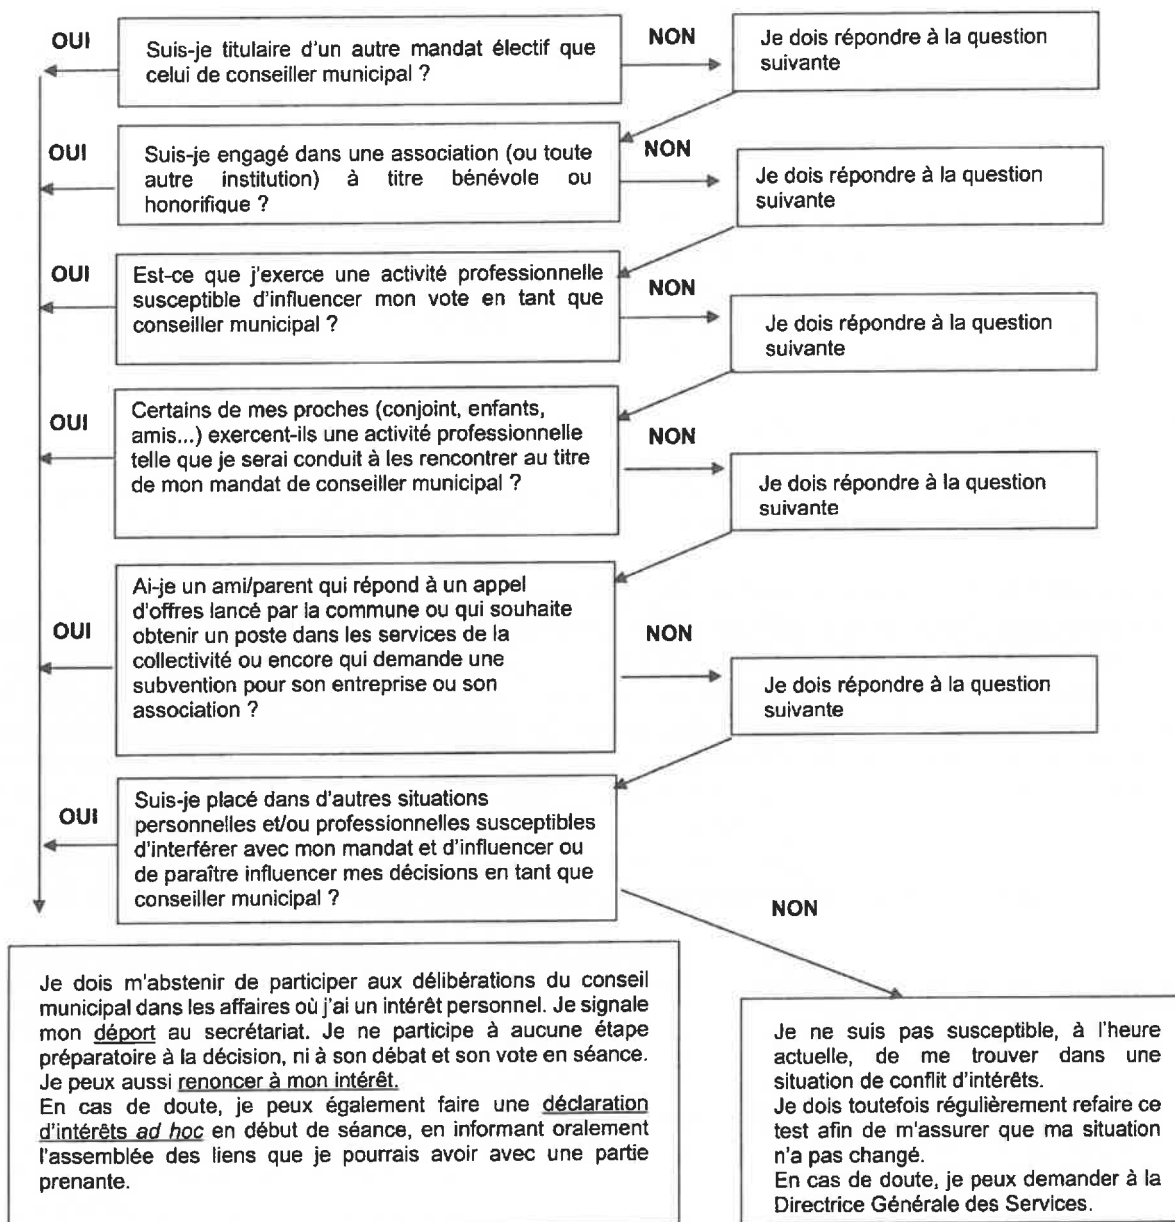 OUI
Suis-je titulaire d'un autre mandat électif que
celui de conseiller municipal ?
NON
Je dois répondre à la question
suivante
OUI
Suis-je engagé dans une association (ou toute
autre institution) à titre bénévole ou
honorifique ?
NON
Je dois répondre à la question
suivante
OUI
Est-ce que j'exerce une activité professionnelle
susceptible d'influencer mon vote en tant que
conseiller municipal ?
NON
Je dois répondre à la question
suivante
OUI
Certains de mes proches (conjoint, enfants,
amis...) exercent-ils une activité professionnelle
telle que je serai conduit à les rencontrer au titre
de mon mandat de conseiller municipal ?
NON
Je dois répondre à la question
suivante
OUI
Ai-je un ami/parent qui répond à un appel
d'offres lancé par la commune ou qui souhaite
obtenir un poste dans les services de la
collectivité ou encore qui demande une
subvention pour son entreprise ou son
association ?
NON
Je dois répondre à la question
suivante
OUI
Suis-je placé dans d'autres situations
personnelles et/ou professionnelles susceptibles
d'interférer avec mon mandat et d'influencer ou
de paraître influencer mes décisions en tant que
conseiller municipal ?
NON
Je dois m'abstenir de participer aux délibérations du conseil
municipal dans les affaires où j'ai un intérêt personnel. Je signale
mon déport au secrétariat. Je ne participe à aucune étape
préparatoire à la décision, ni à son débat et son vote en séance.
Je peux aussi renoncer à mon intérêt.
En cas de doute, je peux également faire une déclaration
d'intérêts ad hoc en début de séance, en informant oralement
l'assemblée des liens que je pourrais avoir avec une partie
prenante.
Je ne suis pas susceptible, à l'heure
actuelle, de me trouver dans une
situation de conflit d'intérêts.
Je dois toutefois régulièrement refaire ce
test afin de m'assurer que ma situation
n'a pas changé.
En cas de doute, je peux demander à la
Directrice Générale des Services.